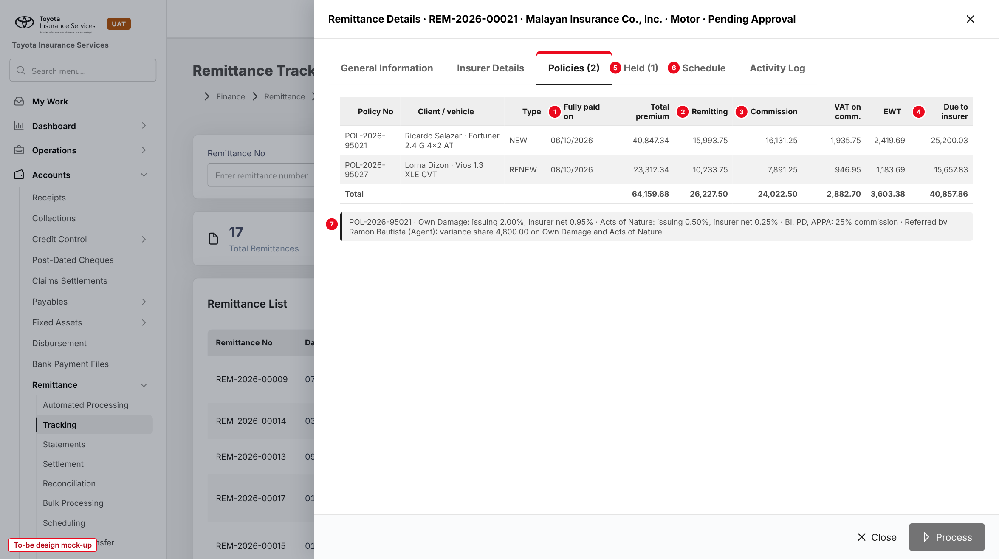 Toyota
Insurance Services
UAT
Toyota Insurance Services
Search menu...
My Work
Dashboard
Operations
Accounts
Receipts
Collections
Credit Control
Post-Dated Cheques
Claims Settlements
Payables
Fixed Assets
Disbursement
Bank Payment Files
Remittance
Automated Processing
Tracking
Statements
Settlement
Reconciliation
Bulk Processing
Scheduling
nsfer
To-be design mock-up
Remittance Track
Finance
Remittance
Remittance No
Enter remittance number
17
Total Remittances
Remittance List
Remittance No Da
REM-2026-00009 07
REM-2026-00014 03
REM-2026-00013 09
REM-2026-00017 01
REM-2026-00015 01
Remittance Details · REM-2026-00021 · Malayan Insurance Co., Inc. · Motor · Pending Approval
General Information Insurer Details Policies (2) 5 Held (1) 6 Schedule Activity Log
Policy No Client / vehicle Type 1 Fully paid on Total premium 2 Remitting 3 Commission VAT on comm. EWT 4 Due to insurer
POL-2026-95021 Ricardo Salazar · Fortuner 2.4 G 4×2 AT NEW 06/10/2026 40,847.34 15,993.75 16,131.25 1,935.75 2,419.69 25,200.03
POL-2026-95027 Lorna Dizon · Vios 1.3 XLE CVT RENEW 08/10/2026 23,312.34 10,233.75 7,891.25 946.95 1,183.69 15,657.83
Total 64,159.68 26,227.50 24,022.50 2,882.70 3,603.38 40,857.86
7
POL-2026-95021 · Own Damage: issuing 2.00%, insurer net 0.95% · Acts of Nature: issuing 0.50%, insurer net 0.25% · BI, PD, APPA: 25% commission · Referred by
Ramon Bautista (Agent): variance share 4,800.00 on Own Damage and Acts of Nature
Close
Process